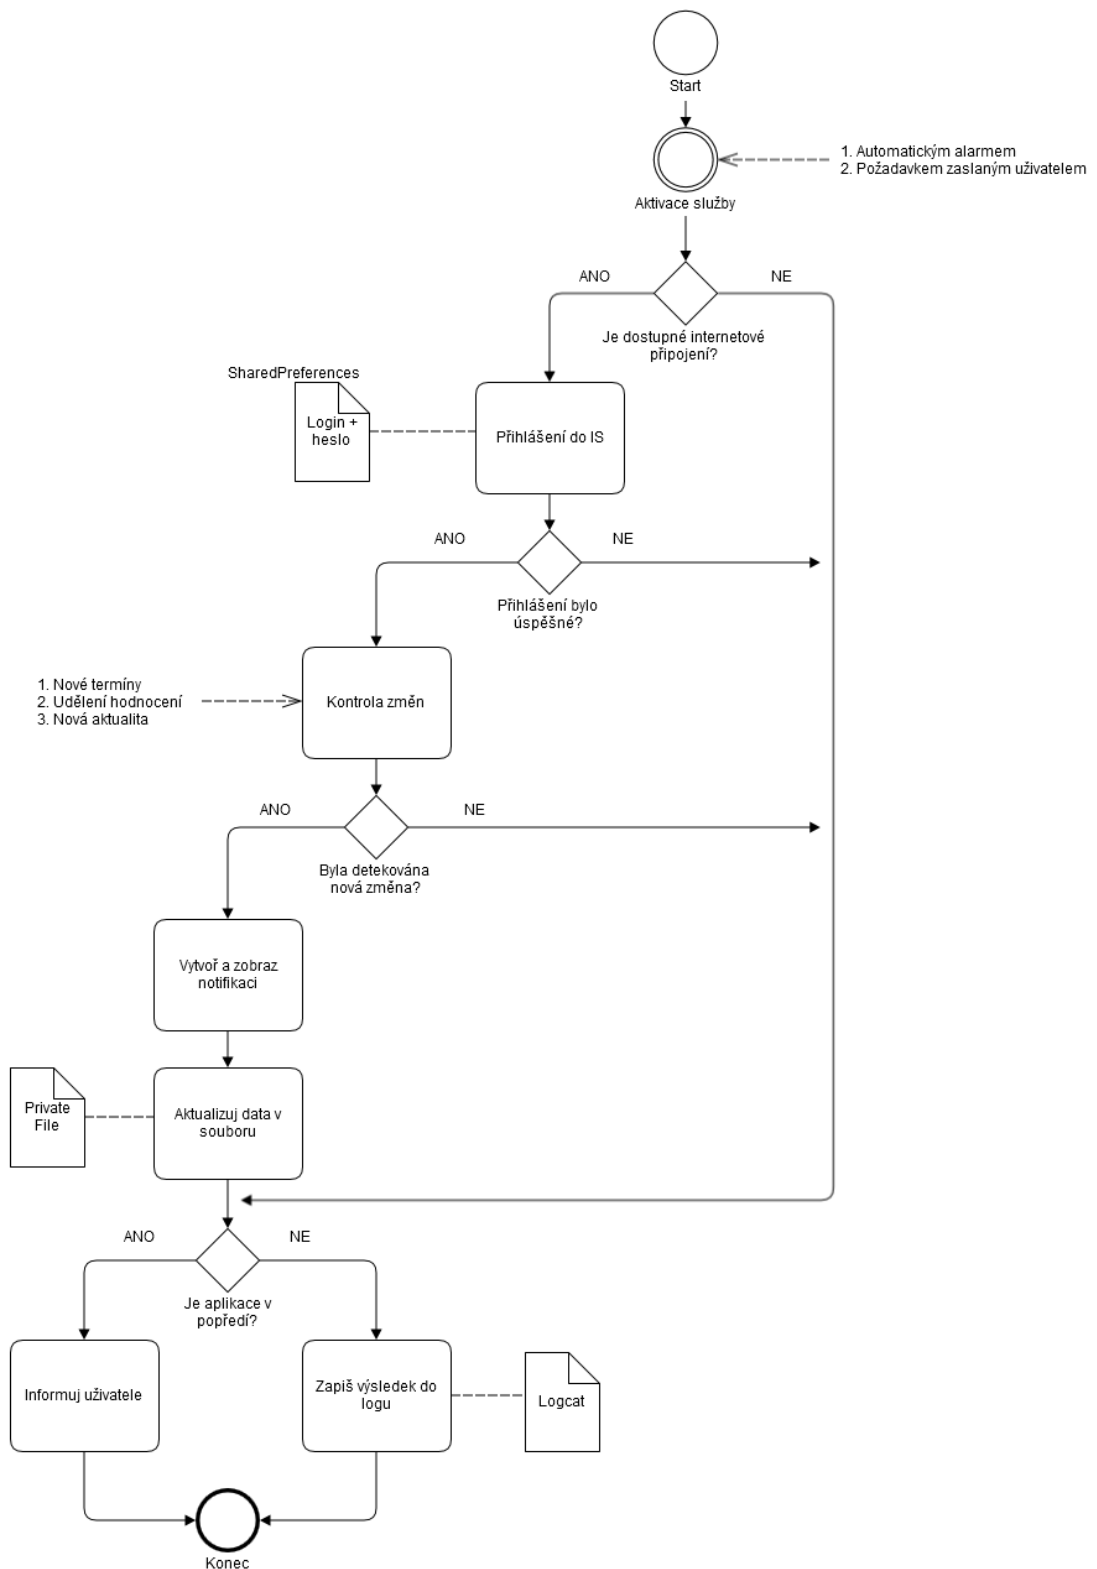 Start
1. Automatickým alarmem
2. Požadavkem zaslaným uživatelem
Aktivace služby
ANO
NE
Je dostupné internetové
připojení?
SharedPreferences
Login +
heslo
Přihlášení do IS
ANO
NE
Přihlášení bylo
úspěšné?
1. Nové termíny
2. Udělení hodnocení
3. Nová aktualita
Kontrola změn
ANO
NE
Byla detekována
nová změna?
Vytvoř a zobraz
notifikaci
Private
File
Aktualizuj data v
souboru
ANO
NE
Je aplikace v
popředí?
Informuj uživatele
Zapiš výsledek do
logu
Logcat
Konec